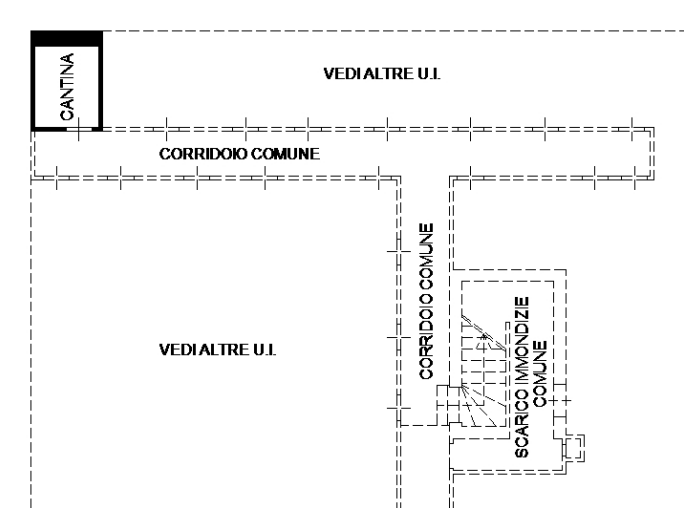 CANTINA
VEDI ALTRE U.I.
CORRIDOIO COMUNE
CORRIDOIO COMUNE
VEDI ALTRE U.I.
SCARICO IMMONDIZIE
COMUNE